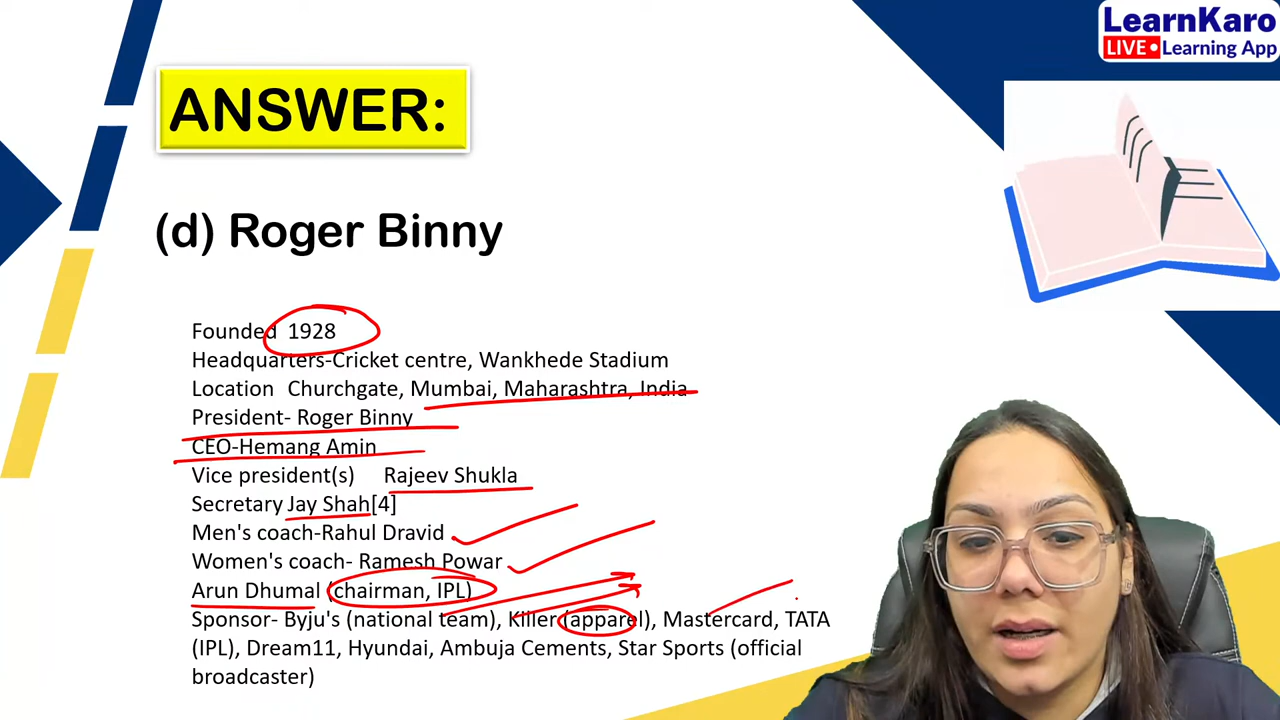 LearnKaro
LIVE • Learning App
ANSWER:
(d) Roger Binny
Founded 1928
Headquarters-Cricket centre, Wankhede Stadium
Location Churchgate, Mumbai, Maharashtra, India
President- Roger Binny
CEO-Hemang Amin
Vice president(s) Rajeev Shukla
Secretary Jay Shah[4]
Men's coach-Rahul Dravid
Women's coach- Ramesh Powar
Arun Dhumal (chairman, IPL)
Sponsor- Byju's (national team), Killer (apparel), Mastercard, TATA
(IPL), Dream11, Hyundai, Ambuja Cements, Star Sports (official
broadcaster)